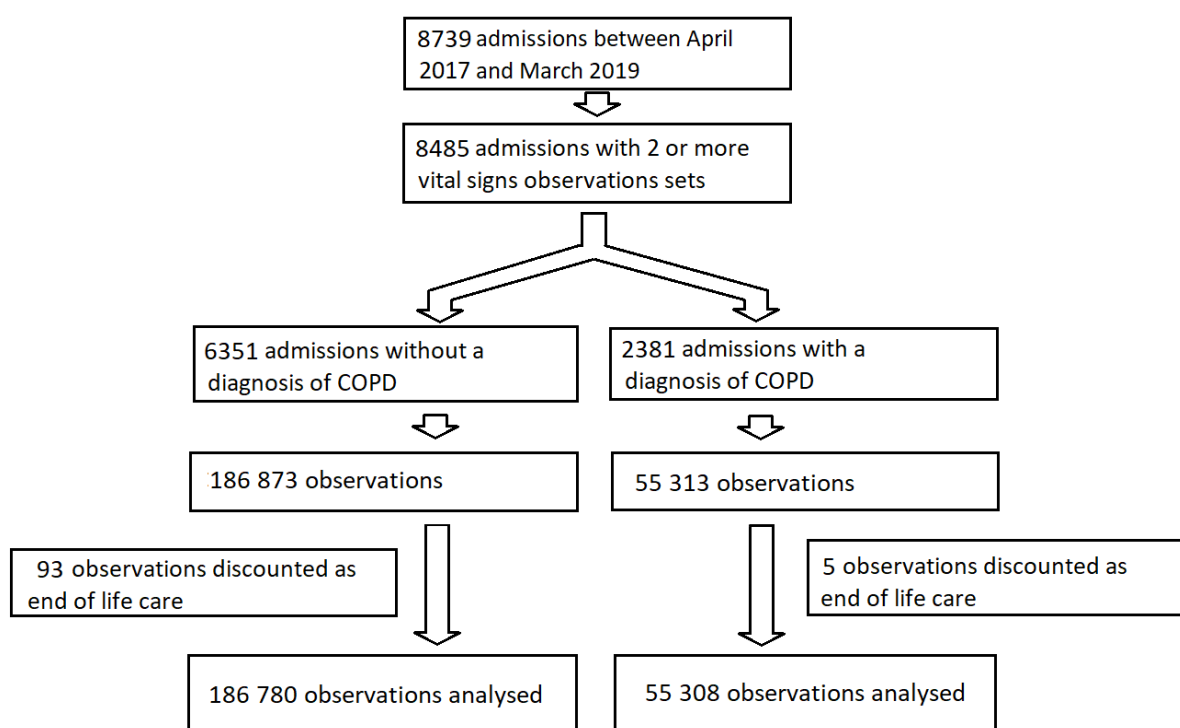 8739 admissions between April
2017 and March 2019
8485 admissions with 2 or more
vital signs observations sets
6351 admissions without a
diagnosis of COPD
2381 admissions with a
diagnosis of COPD
186 873 observations
55 313 observations
93 observations discounted as
end of life care
5 observations discounted as
end of life care
186 780 observations analysed
55 308 observations analysed